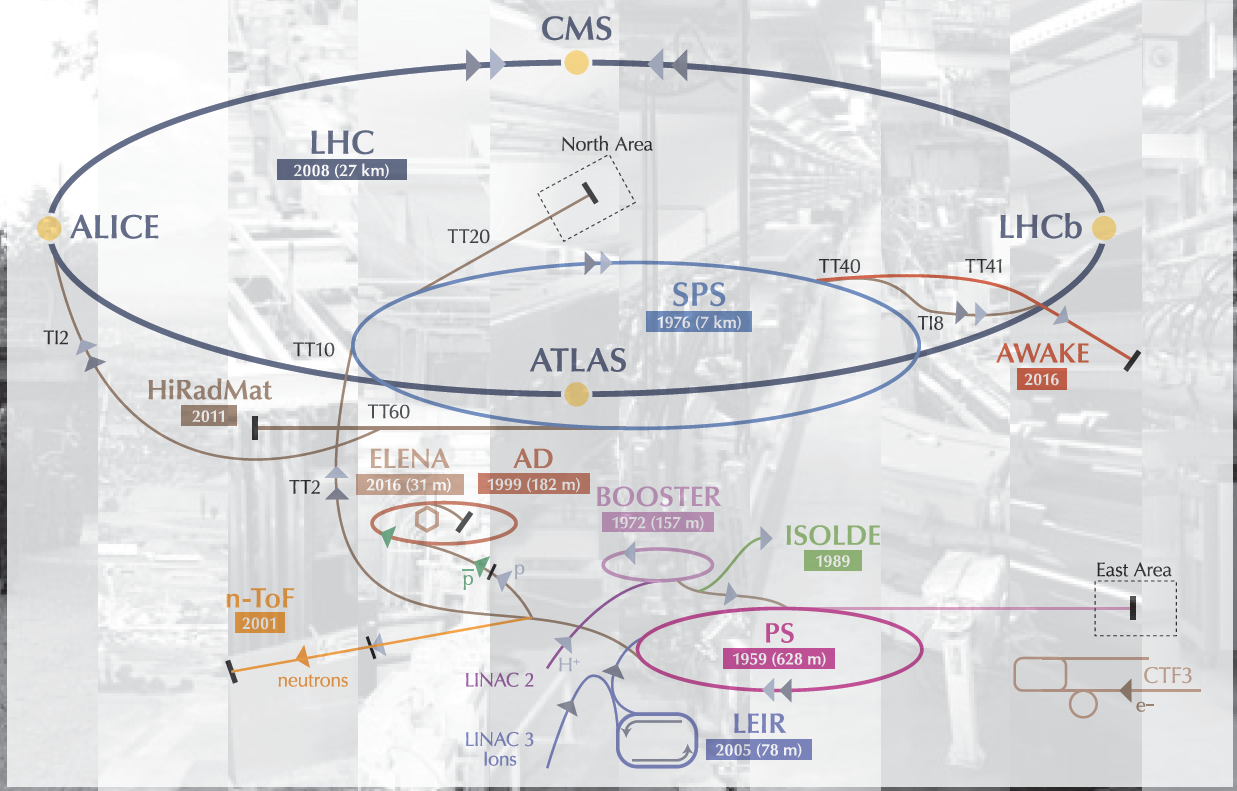 CMS
LHC
2008 (27 km)
North Area
ALICE
TT20
LHCb
TT40
TT41
SPS
1976 (7 km)
TI8
TI2
TT10
ATLAS
AWAKE
2016
HiRadMat
2011
TT60
ELENA
2016 (31 m)
AD
1999 (182 m)
TT2
BOOSTER
1972 (157 m)
ISOLDE
1989
p
p
East Area
n-ToF
2001
PS
1959 (628 m)
neutrons
H+
LINAC 2
CTF3
e–
LEIR
2005 (78 m)
LINAC 3
Ions